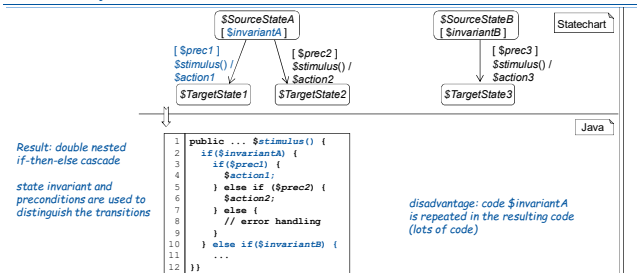 $SourceStateA
[ $invariantA ]
$SourceStateB
[ $invariantB ]
Statechart
[ $prec1 ]
$stimulus() /
$action1
[ $prec2 ]
$stimulus() /
$action2
[ $prec3 ]
$stimulus() /
$action3
$TargetState1
$TargetState2
$TargetState3
Java
Result: double nested
if-then-else cascade
state invariant and
preconditions are used to
distinguish the transitions
1 public ... $stimulus() {
2 if($invariantA) {
3 if($prec1) {
4 $action1;
5 } else if ($prec2) {
6 $action2;
7 } else {
8 // error handling
9 }
10 } else if($invariantB) {
11 ...
12 }}
disadvantage: code $invariantA
is repeated in the resulting code
(lots of code)